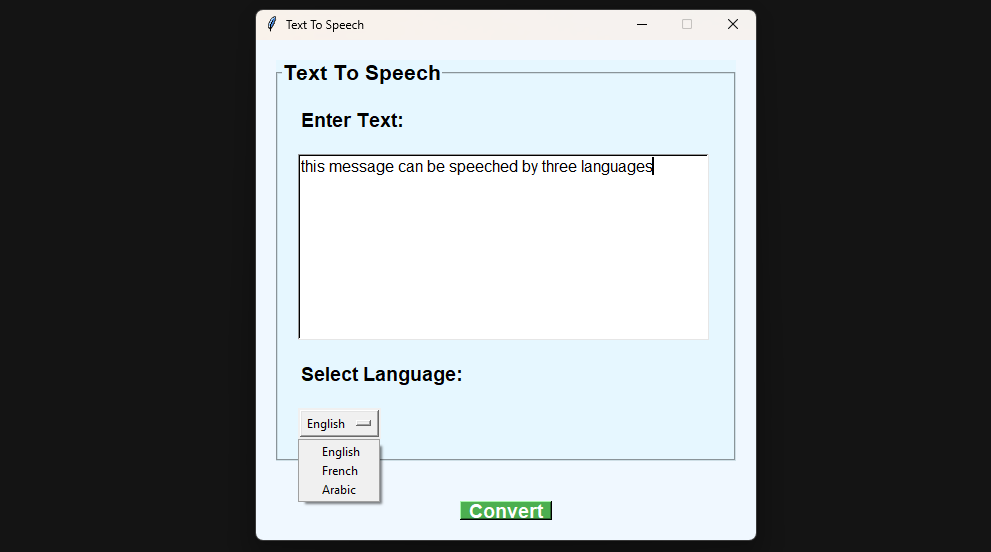 Text To Speech
Text To Speech
Enter Text:
this message can be speeched by three languages
Select Language:
English
English
French
Arabic
Convert